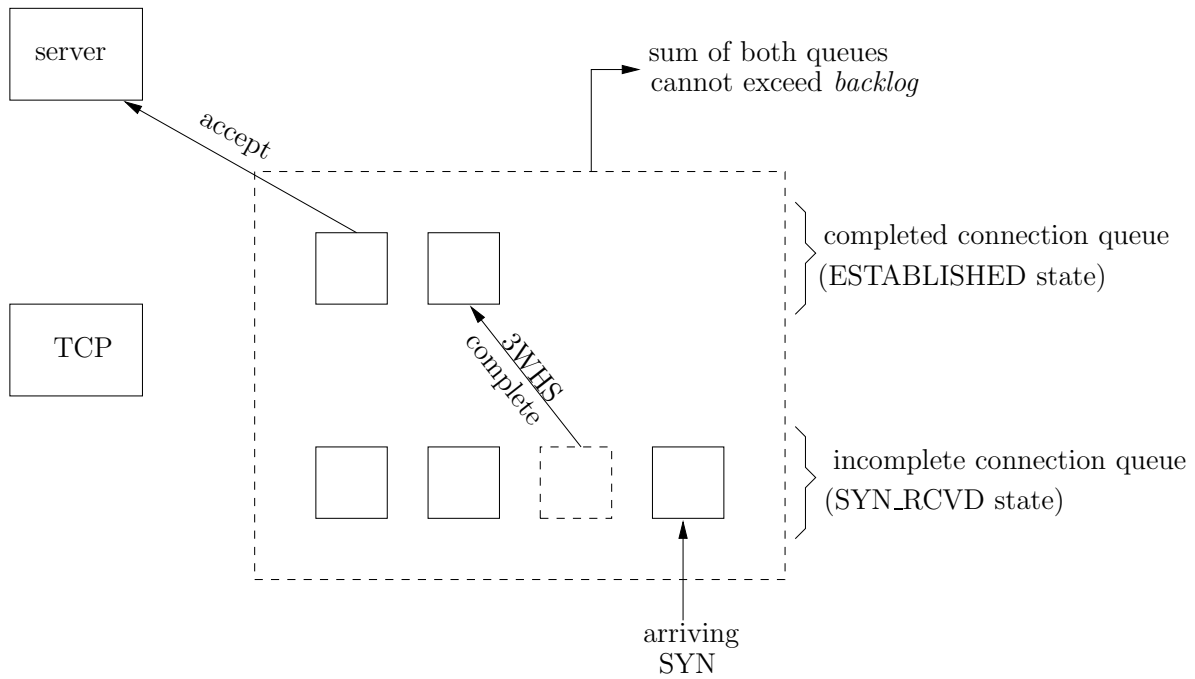 server
sum of both queues
cannot exceed backlog
accept
completed connection queue
(ESTABLISHED state)
TCP
3WHS
complete
incomplete connection queue
(SYN_RCVD state)
arriving
SYN